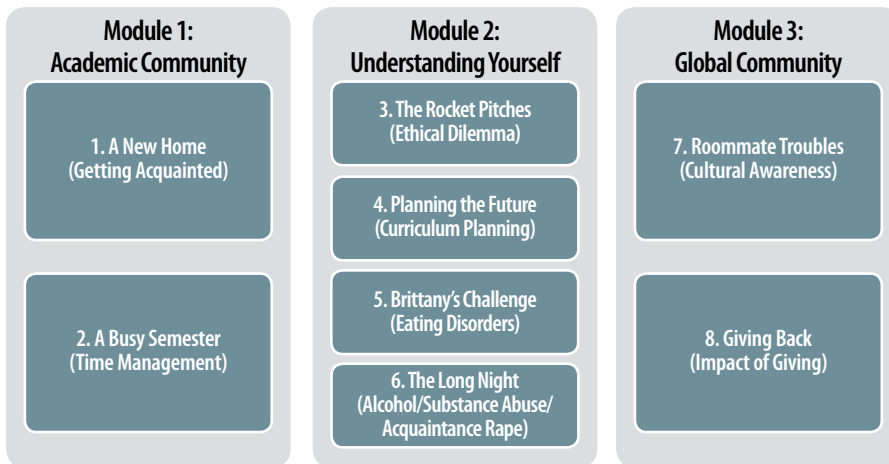 Module 1:
Academic Community
1. A New Home
(Getting Acquainted)
2. A Busy Semester
(Time Management)
Module 2:
Understanding Yourself
3. The Rocket Pitches
(Ethical Dilemma)
4. Planning the Future
(Curriculum Planning)
5. Brittany's Challenge
(Eating Disorders)
6. The Long Night
(Alcohol/Substance Abuse/
Acquaintance Rape)
Module 3:
Global Community
7. Roommate Troubles
(Cultural Awareness)
8. Giving Back
(Impact of Giving)